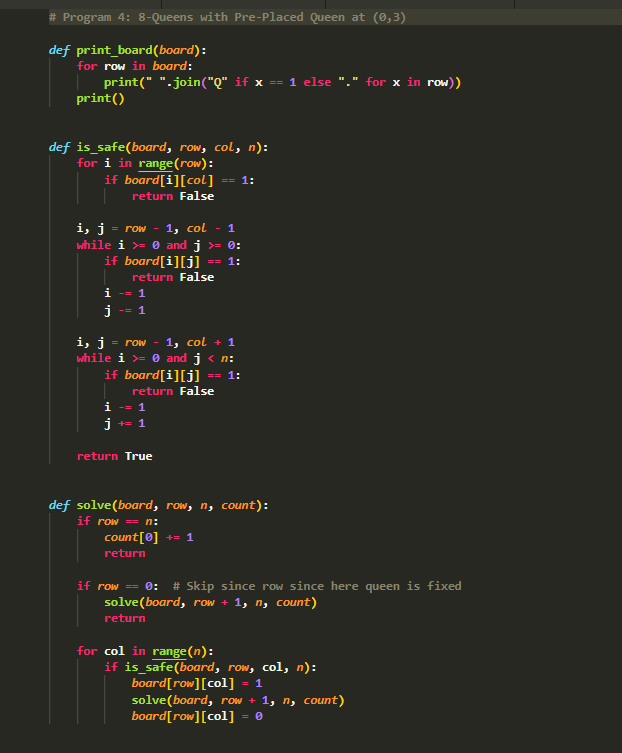 # Program 4: 8-Queens with Pre-Placed Queen at (0,3)

def print_board(board):
    for row in board:
        print(" ".join("Q" if x == 1 else "." for x in row))
    print()


def is_safe(board, row, col, n):
    for i in range(row):
        if board[i][col] == 1:
            return False

    i, j = row - 1, col - 1
    while i >= 0 and j >= 0:
        if board[i][j] == 1:
            return False
        i -= 1
        j -= 1

    i, j = row - 1, col + 1
    while i >= 0 and j < n:
        if board[i][j] == 1:
            return False
        i -= 1
        j += 1

    return True


def solve(board, row, n, count):
    if row == n:
        count[0] += 1
        return

    if row == 0:  # Skip since row since here queen is fixed
        solve(board, row + 1, n, count)
        return

    for col in range(n):
        if is_safe(board, row, col, n):
            board[row][col] = 1
            solve(board, row + 1, n, count)
            board[row][col] = 0